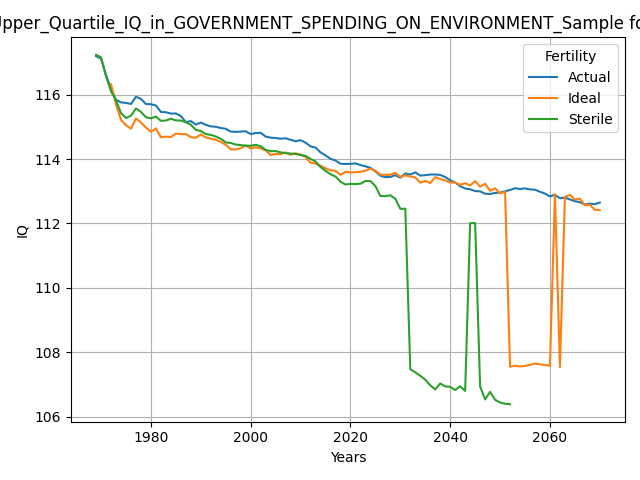 Upper_Quartile_IQ_in_GOVERNMENT_SPENDING_ON_ENVIRONMENT_Sample fo
Fertility
Actual
Ideal
Sterile
IQ
116
114
112
110
108
106
1980 2000 2020 2040 2060
Years